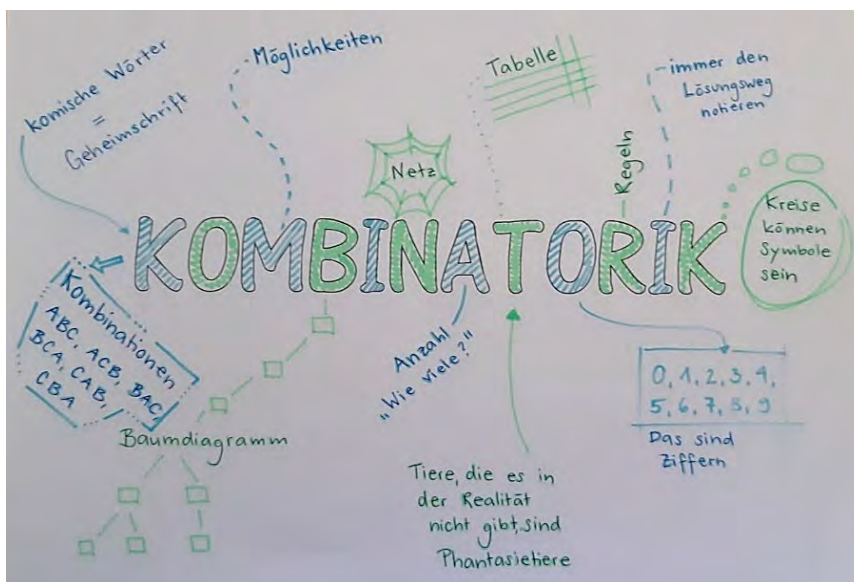 komische Wörter
=
Geheimschrift
Möglichkeiten
Netz
Tabelle
Regeln
immer den
Lösungsweg
notieren
KOMBINATORIK
Kreise
können
Symbole
sein
Kombinationen
ABC, ACB, BAC,
BCA, CAB,
CBA
Baumdiagramm
Anzahl
„Wie viele?"
Tiere, die es in
der Realität
nicht gibt, sind
Phantasietiere
0, 1, 2, 3, 4,
5, 6, 7, 8, 9
Das sind
Ziffern